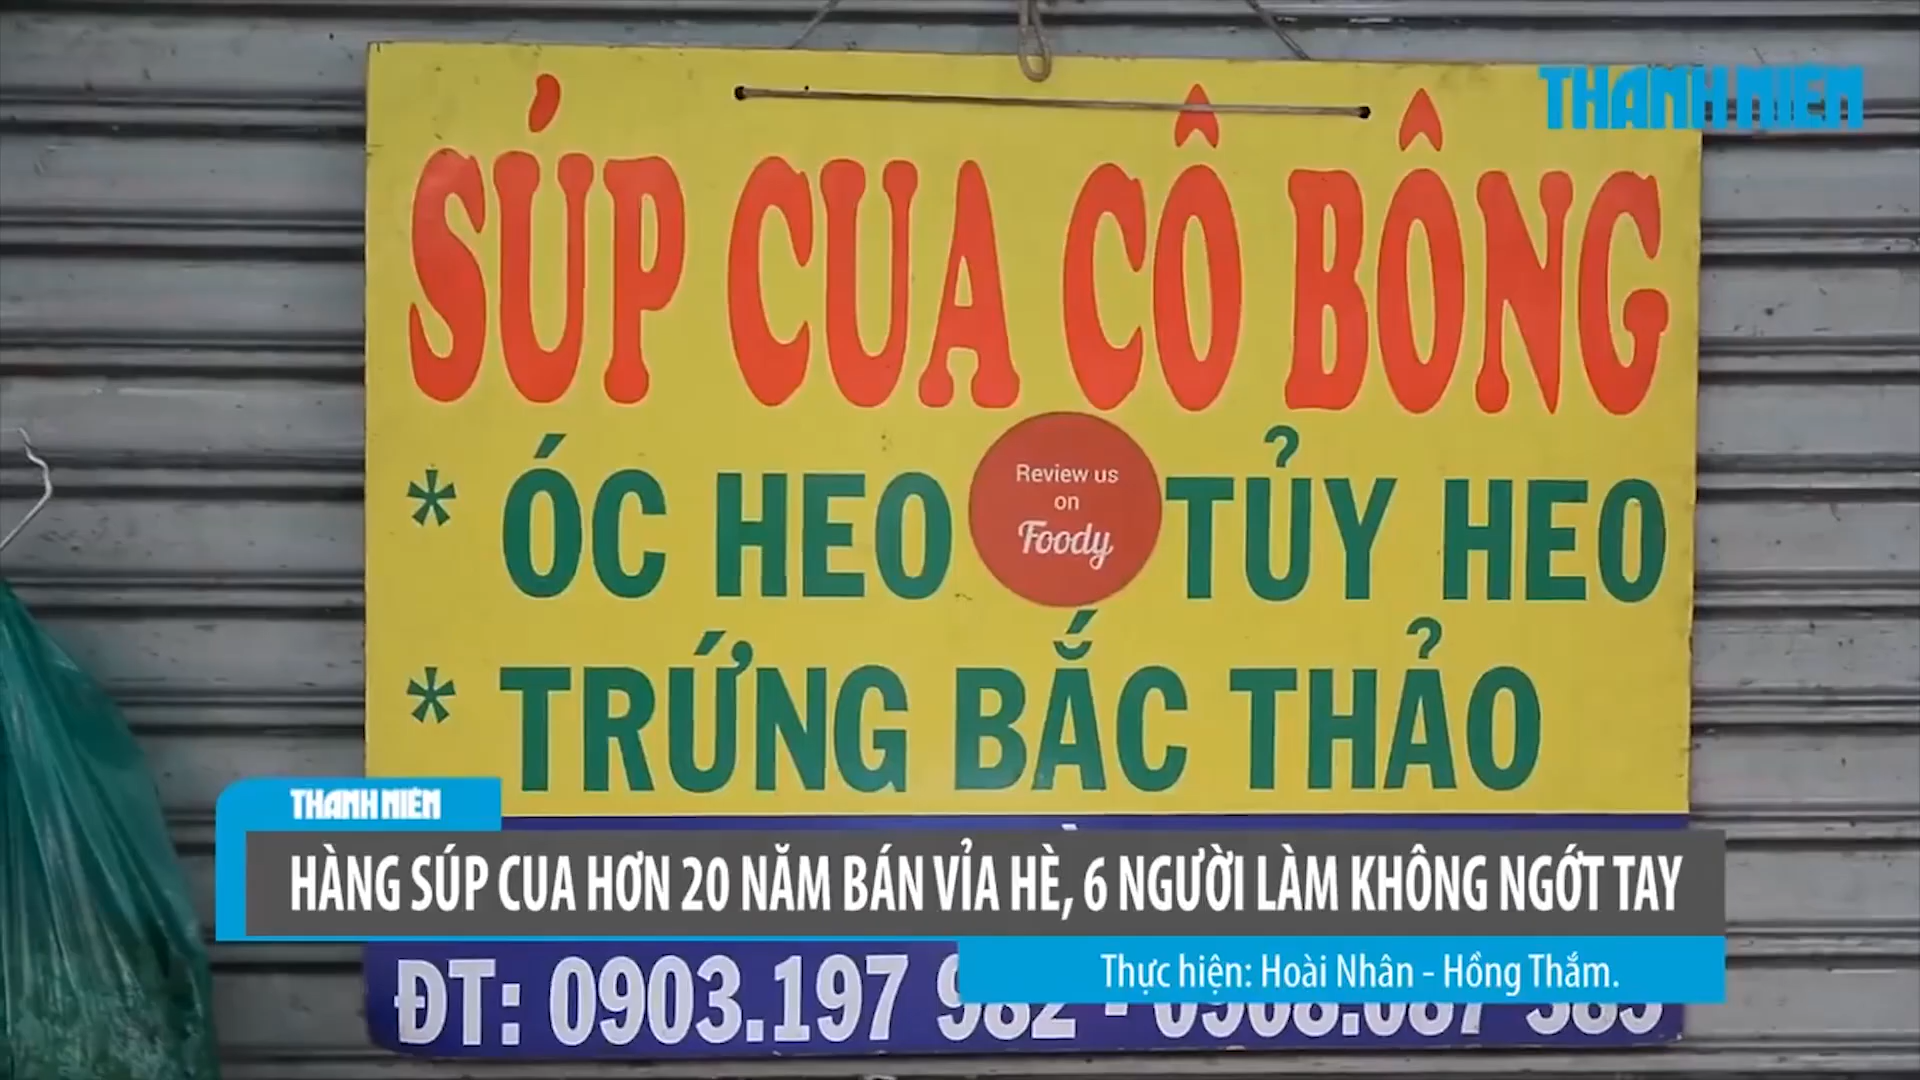 THANH NIÊN
SÚP CUA CÔ BÔNG
* ÓC HEO
Review us
on
Foody
TỦY HEO
* TRỨNG BẮC THẢO
THANH NIÊN
HÀNG SÚP CUA HƠN 20 NĂM BÁN VỈA HÈ, 6 NGƯỜI LÀM KHÔNG NGỚT TAY
Thực hiện: Hoài Nhân - Hồng Thắm.
ĐT: 0903.197 982 -